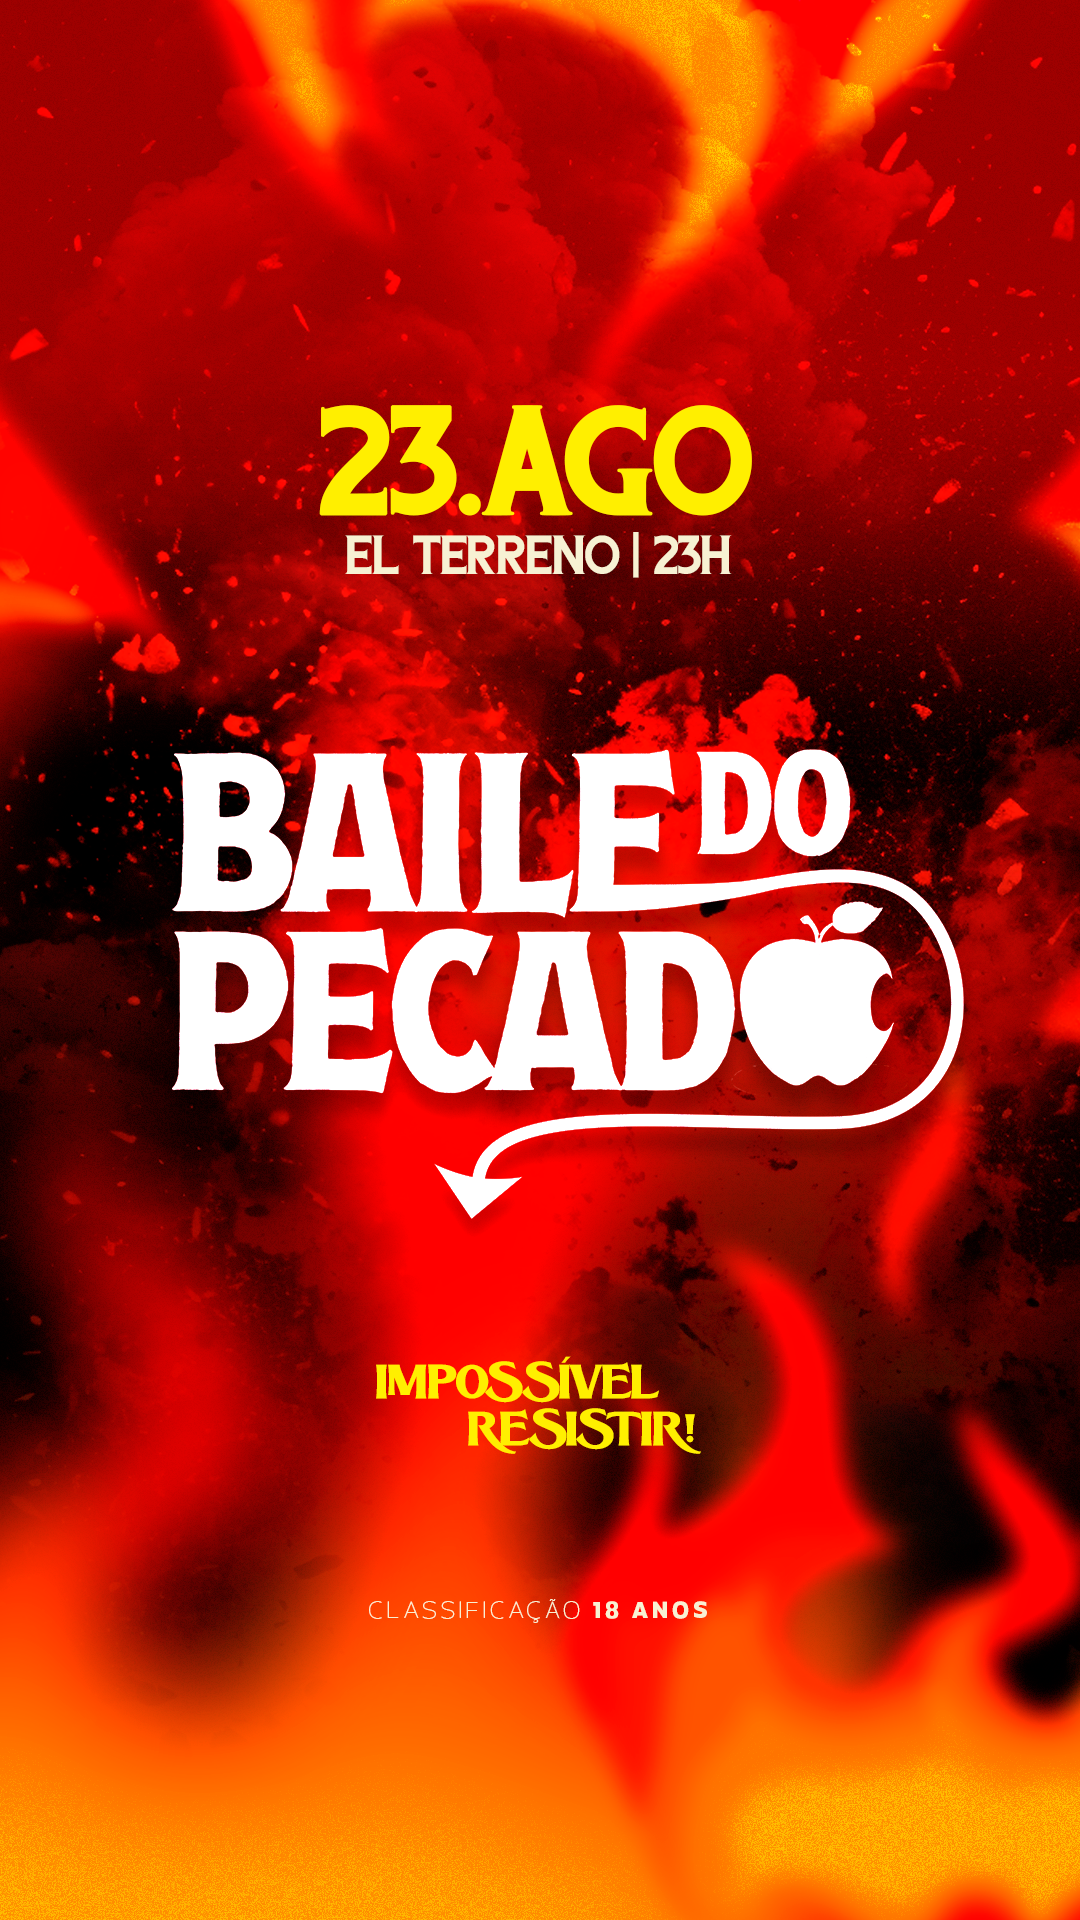 23.AGO
EL TERRENO | 23H
BAILE DO
PECADO
IMPOSSÍVEL
RESISTIR!
CLASSIFICAÇÃO 18 ANOS